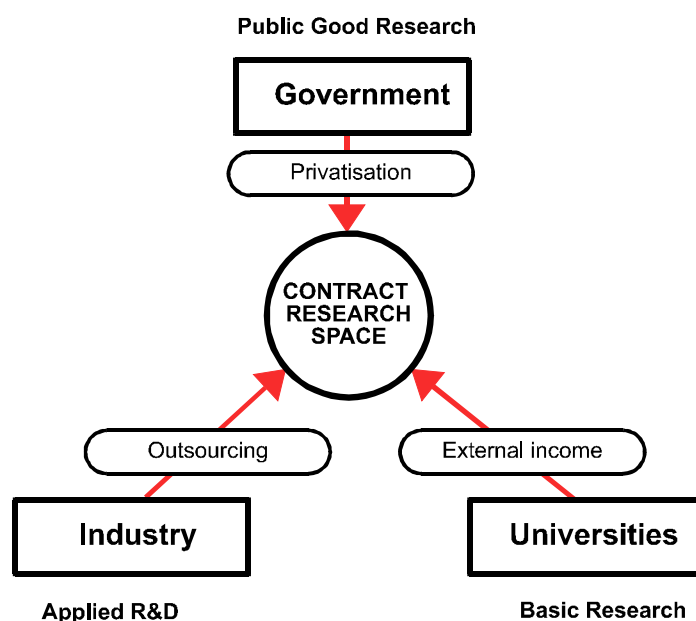 Public Good Research
Government
Privatisation
CONTRACT
RESEARCH
SPACE
Outsourcing
External income
Industry
Universities
Applied R&D
Basic Research